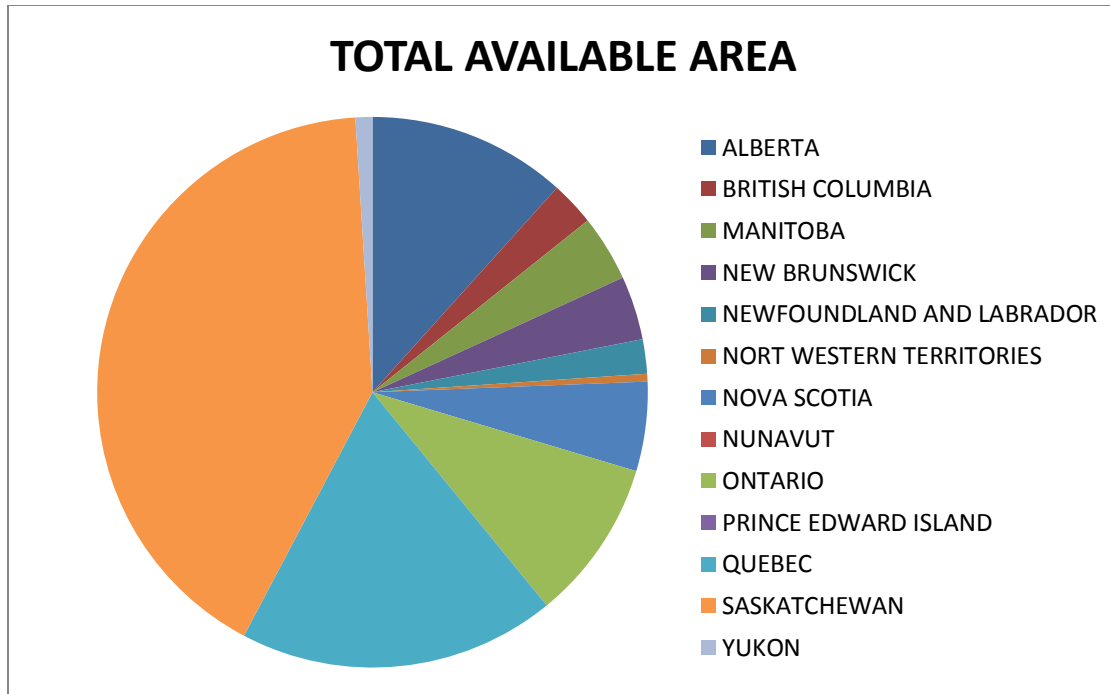 TOTAL AVAILABLE AREA
ALBERTA
BRITISH COLUMBIA
MANITOBA
NEW BRUNSWICK
NEWFOUNDLAND AND LABRADOR
NORT WESTERN TERRITORIES
NOVA SCOTIA
NUNAVUT
ONTARIO
PRINCE EDWARD ISLAND
QUEBEC
SASKATCHEWAN
YUKON